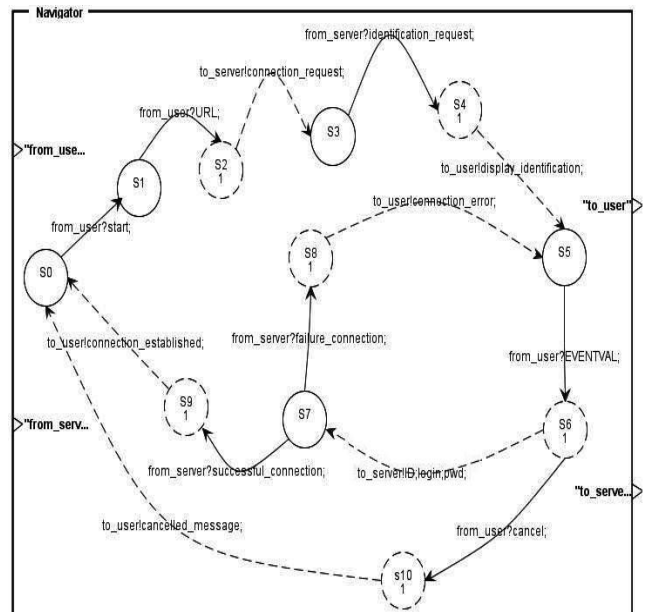 Navigator
from_server?identification_request;
to_server!connection_request;
S4
1
from_user?URL;
S3
S2
1
"from_use...
to_user!display_identification;
S1
"to_user"
to_user!connection_error;
from_user?start;
S8
1
S5
S0
to_user!connection_established;
from_server?failure_connection;
from_user?EVENTVAL;
S9
1
S7
S6
1
"from_serv...
from_server?successful_connection;
to_server!ID,login,pwd;
"to_serve...
to_user!cancelled_message;
from_user?cancel;
s10
1